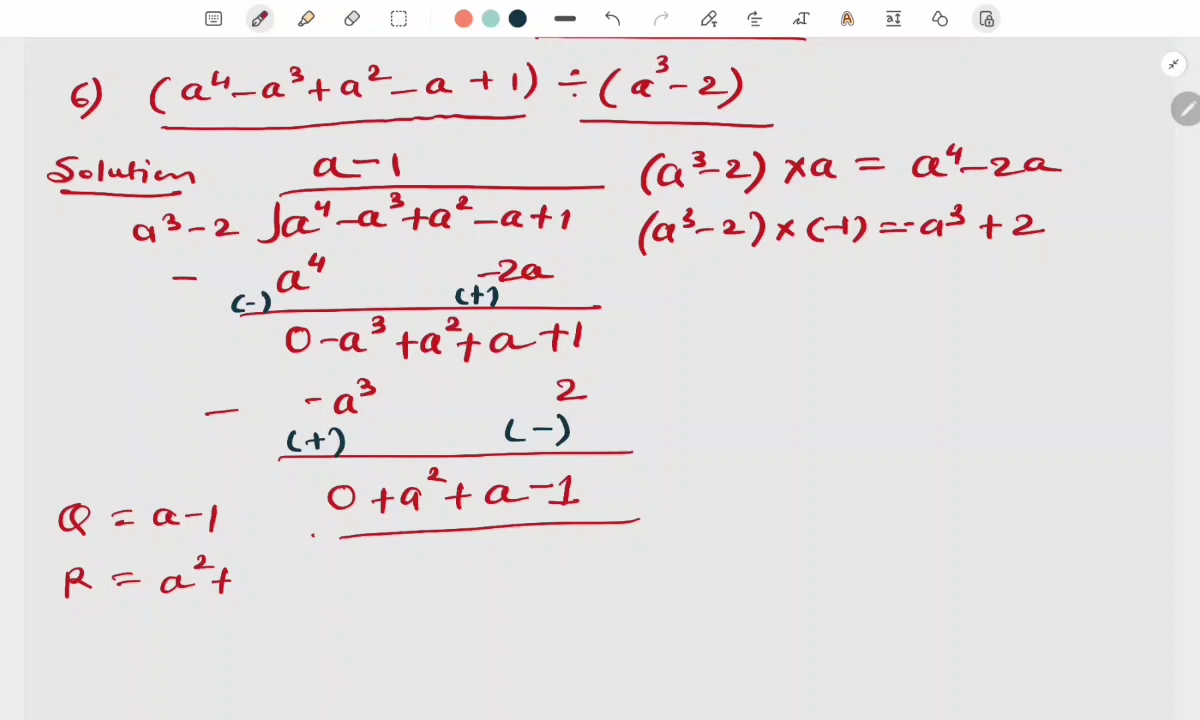 6) (a⁴-a³+a²-a+1)÷(a³-2)
Solution
a-1
a³-2 ⟌ a⁴-a³+a²-a+1
- a⁴ -2a
(-) (+)
0-a³+a²+a+1
- -a³ 2
(+) (-)
0+a²+a-1
Q = a-1
R = a²+
(a³-2)×a = a⁴-2a
(a³-2)×(-1)=-a³+2